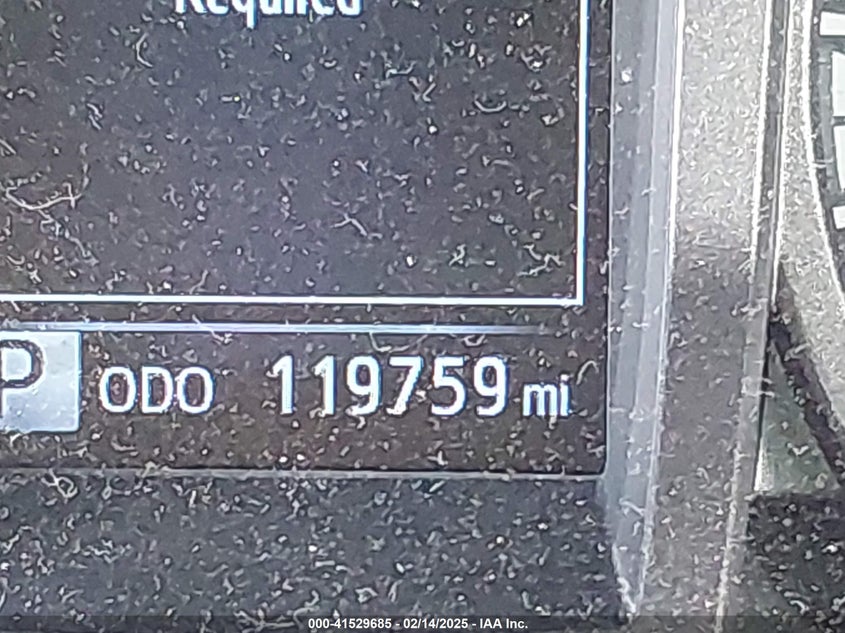 Required
P ODO 119759 mi
000-41529685 - 02/14/2025 - IAA Inc.